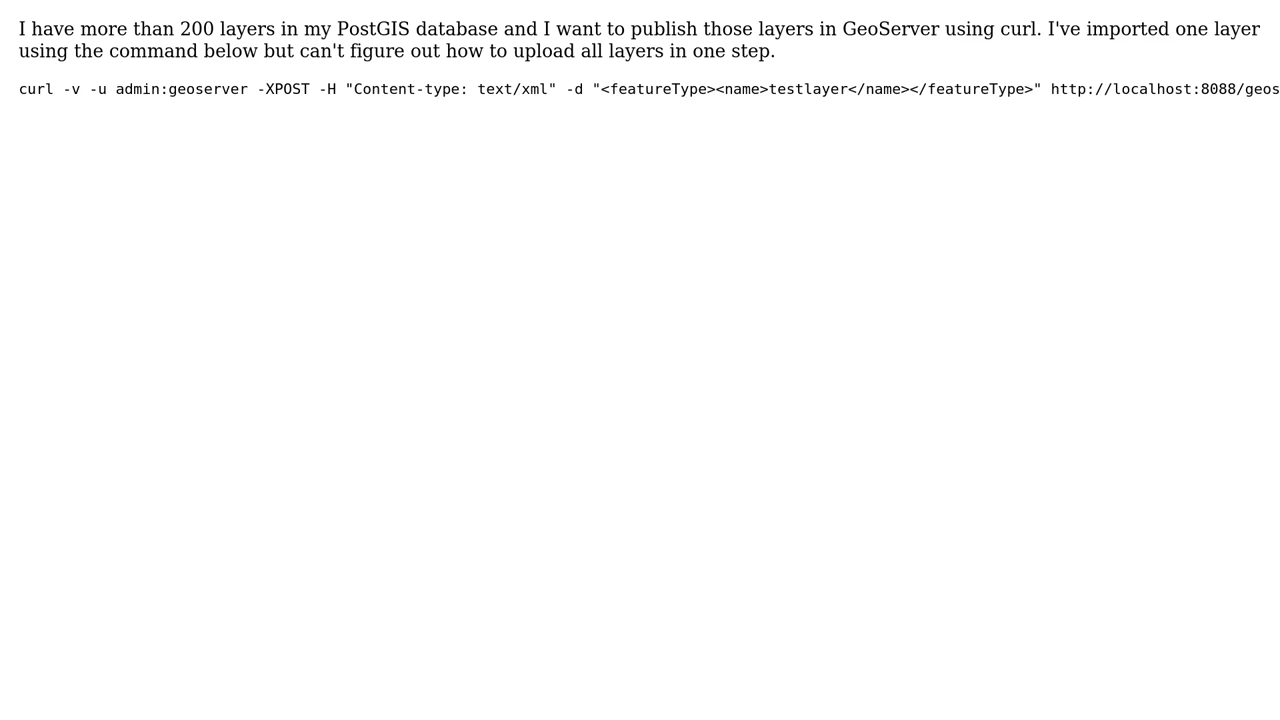 I have more than 200 layers in my PostGIS database and I want to publish those layers in GeoServer using curl. I've imported one layer
using the command below but can't figure out how to upload all layers in one step.
curl -v -u admin:geoserver -XPOST -H "Content-type: text/xml" -d "<featureType><name>testlayer</name></featureType>" http://localhost:8088/geos